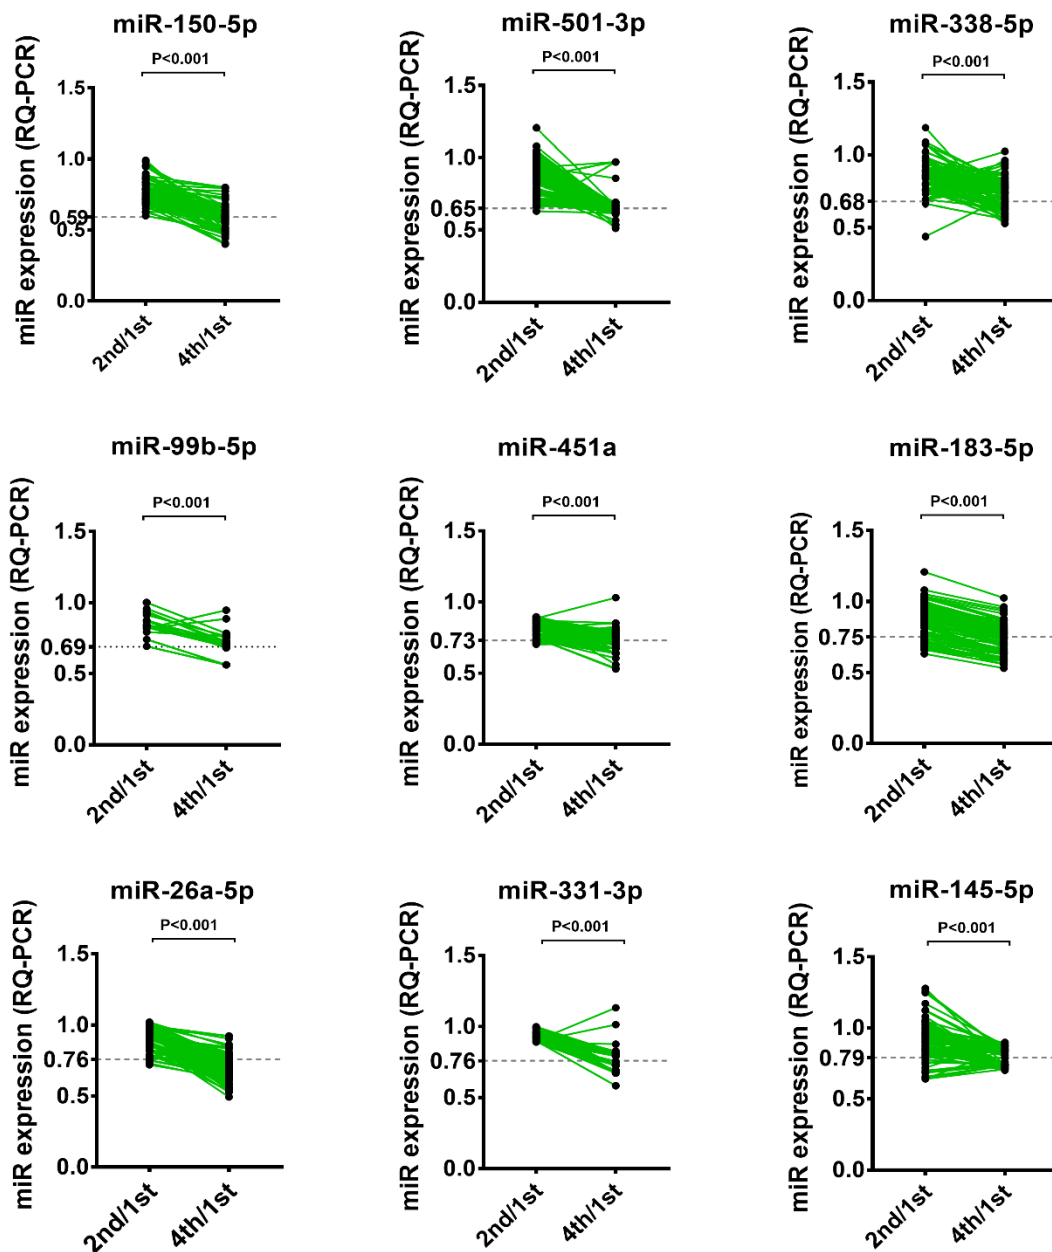 miR-150-5p
P<0.001
miR expression (RQ-PCR)
1.5
1.0
0.59
0.5
0.0
2nd/1st
4th/1st
miR-501-3p
P<0.001
miR expression (RQ-PCR)
1.5
1.0
0.65
0.5
0.0
2nd/1st
4th/1st
miR-338-5p
P<0.001
miR expression (RQ-PCR)
1.5
1.0
0.68
0.5
0.0
2nd/1st
4th/1st
miR-99b-5p
P<0.001
miR expression (RQ-PCR)
1.5
1.0
0.69
0.5
0.0
2nd/1st
4th/1st
miR-451a
P<0.001
miR expression (RQ-PCR)
1.5
1.0
0.73
0.5
0.0
2nd/1st
4th/1st
miR-183-5p
P<0.001
miR expression (RQ-PCR)
1.5
1.0
0.75
0.5
0.0
2nd/1st
4th/1st
miR-26a-5p
P<0.001
miR expression (RQ-PCR)
1.5
1.0
0.76
0.5
0.0
2nd/1st
4th/1st
miR-331-3p
P<0.001
miR expression (RQ-PCR)
1.5
1.0
0.76
0.5
0.0
2nd/1st
4th/1st
miR-145-5p
P<0.001
miR expression (RQ-PCR)
1.5
1.0
0.79
0.5
0.0
2nd/1st
4th/1st